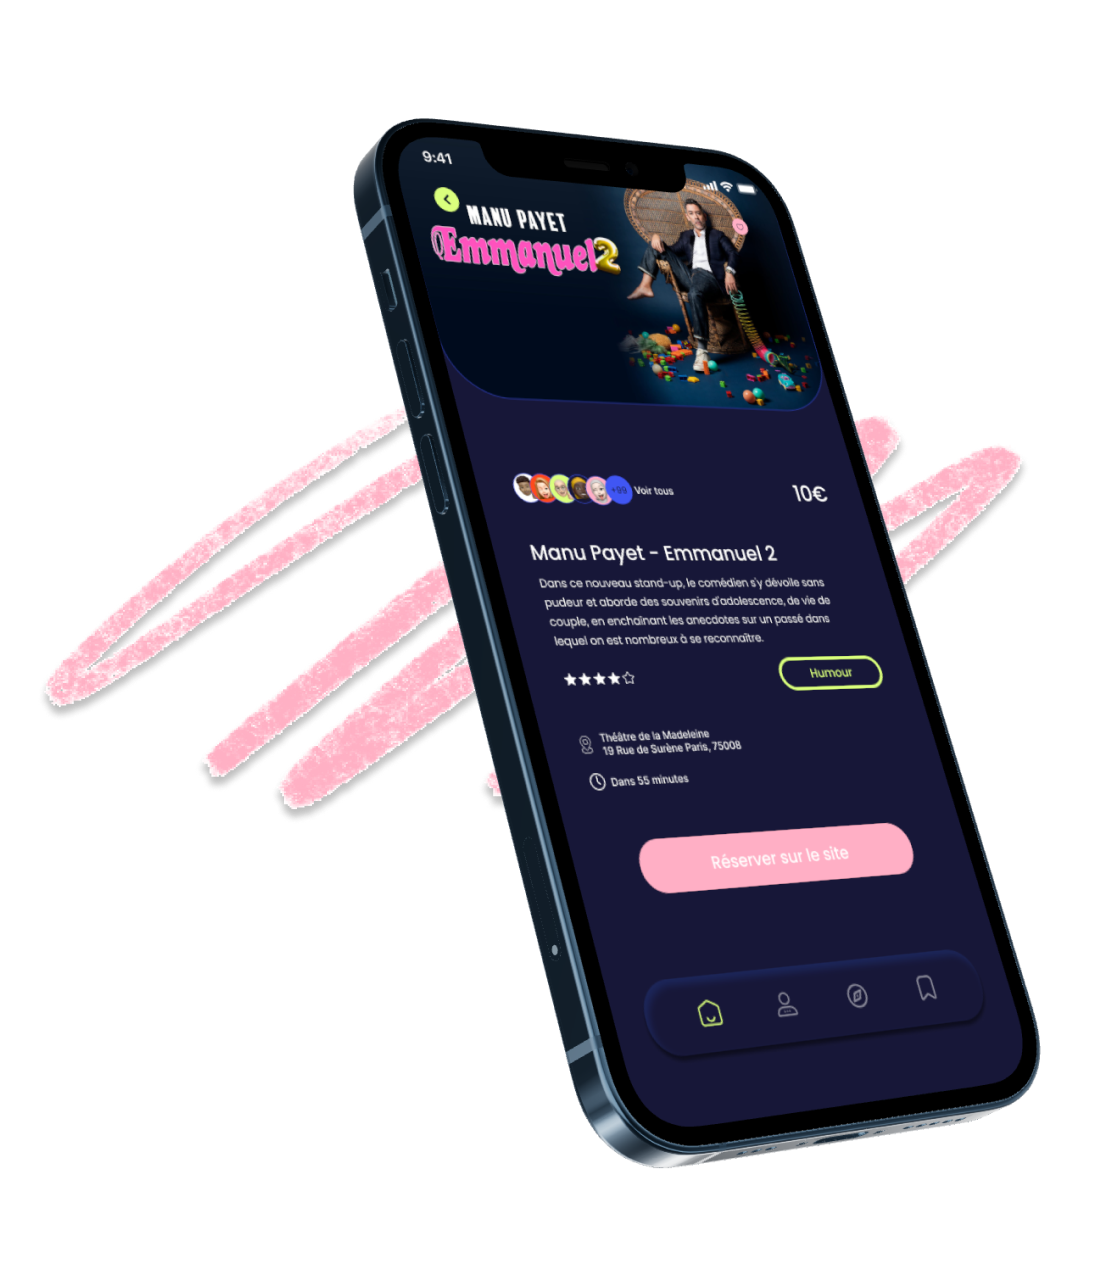 9:41
MANU PAYET
Emmanuel 2
+99 Voir tous
10€
Manu Payet - Emmanuel 2
Dans ce nouveau stand-up, le comédien s'y dévoile sans
pudeur et aborde des souvenirs d'adolescence, de vie de
couple, en enchaînant les anecdotes sur un passé dans
lequel on est nombreux à se reconnaître.
Humour
Théâtre de la Madeleine
19 Rue de Surène Paris, 75008
Dans 55 minutes
Réserver sur le site